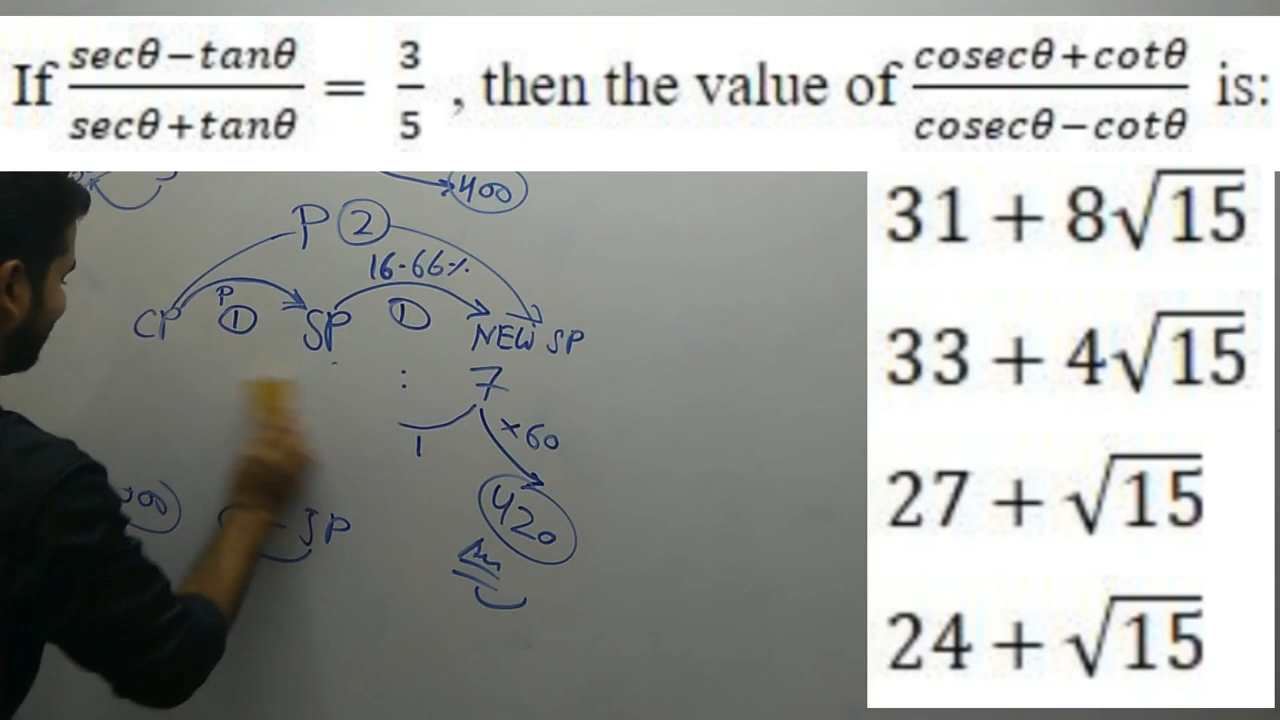 If secθ−tanθ / secθ+tanθ = 3/5 , then the value of cosecθ+cotθ / cosecθ−cotθ is:
31 + 8√15
33 + 4√15
27 + √15
24 + √15
400
P 2
16.66%
P
CP 1 SP 1 NEW SP
: 7
1 ×60
SP 420
Ans